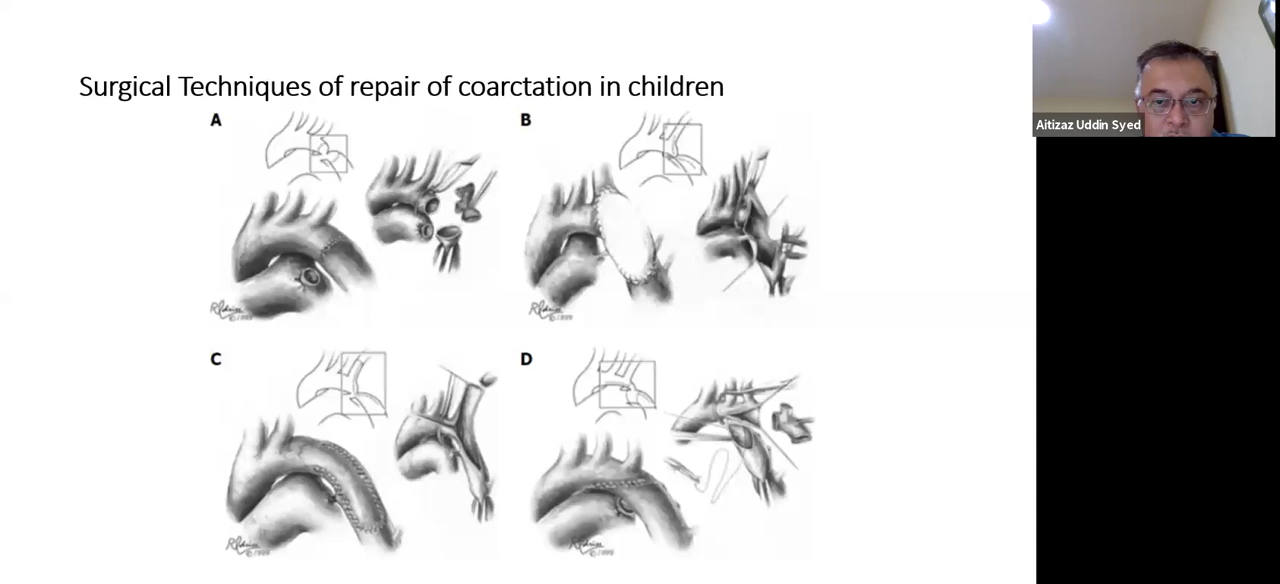 Surgical Techniques of repair of coarctation in children
Aitizaz Uddin Syed
A
B
C
D